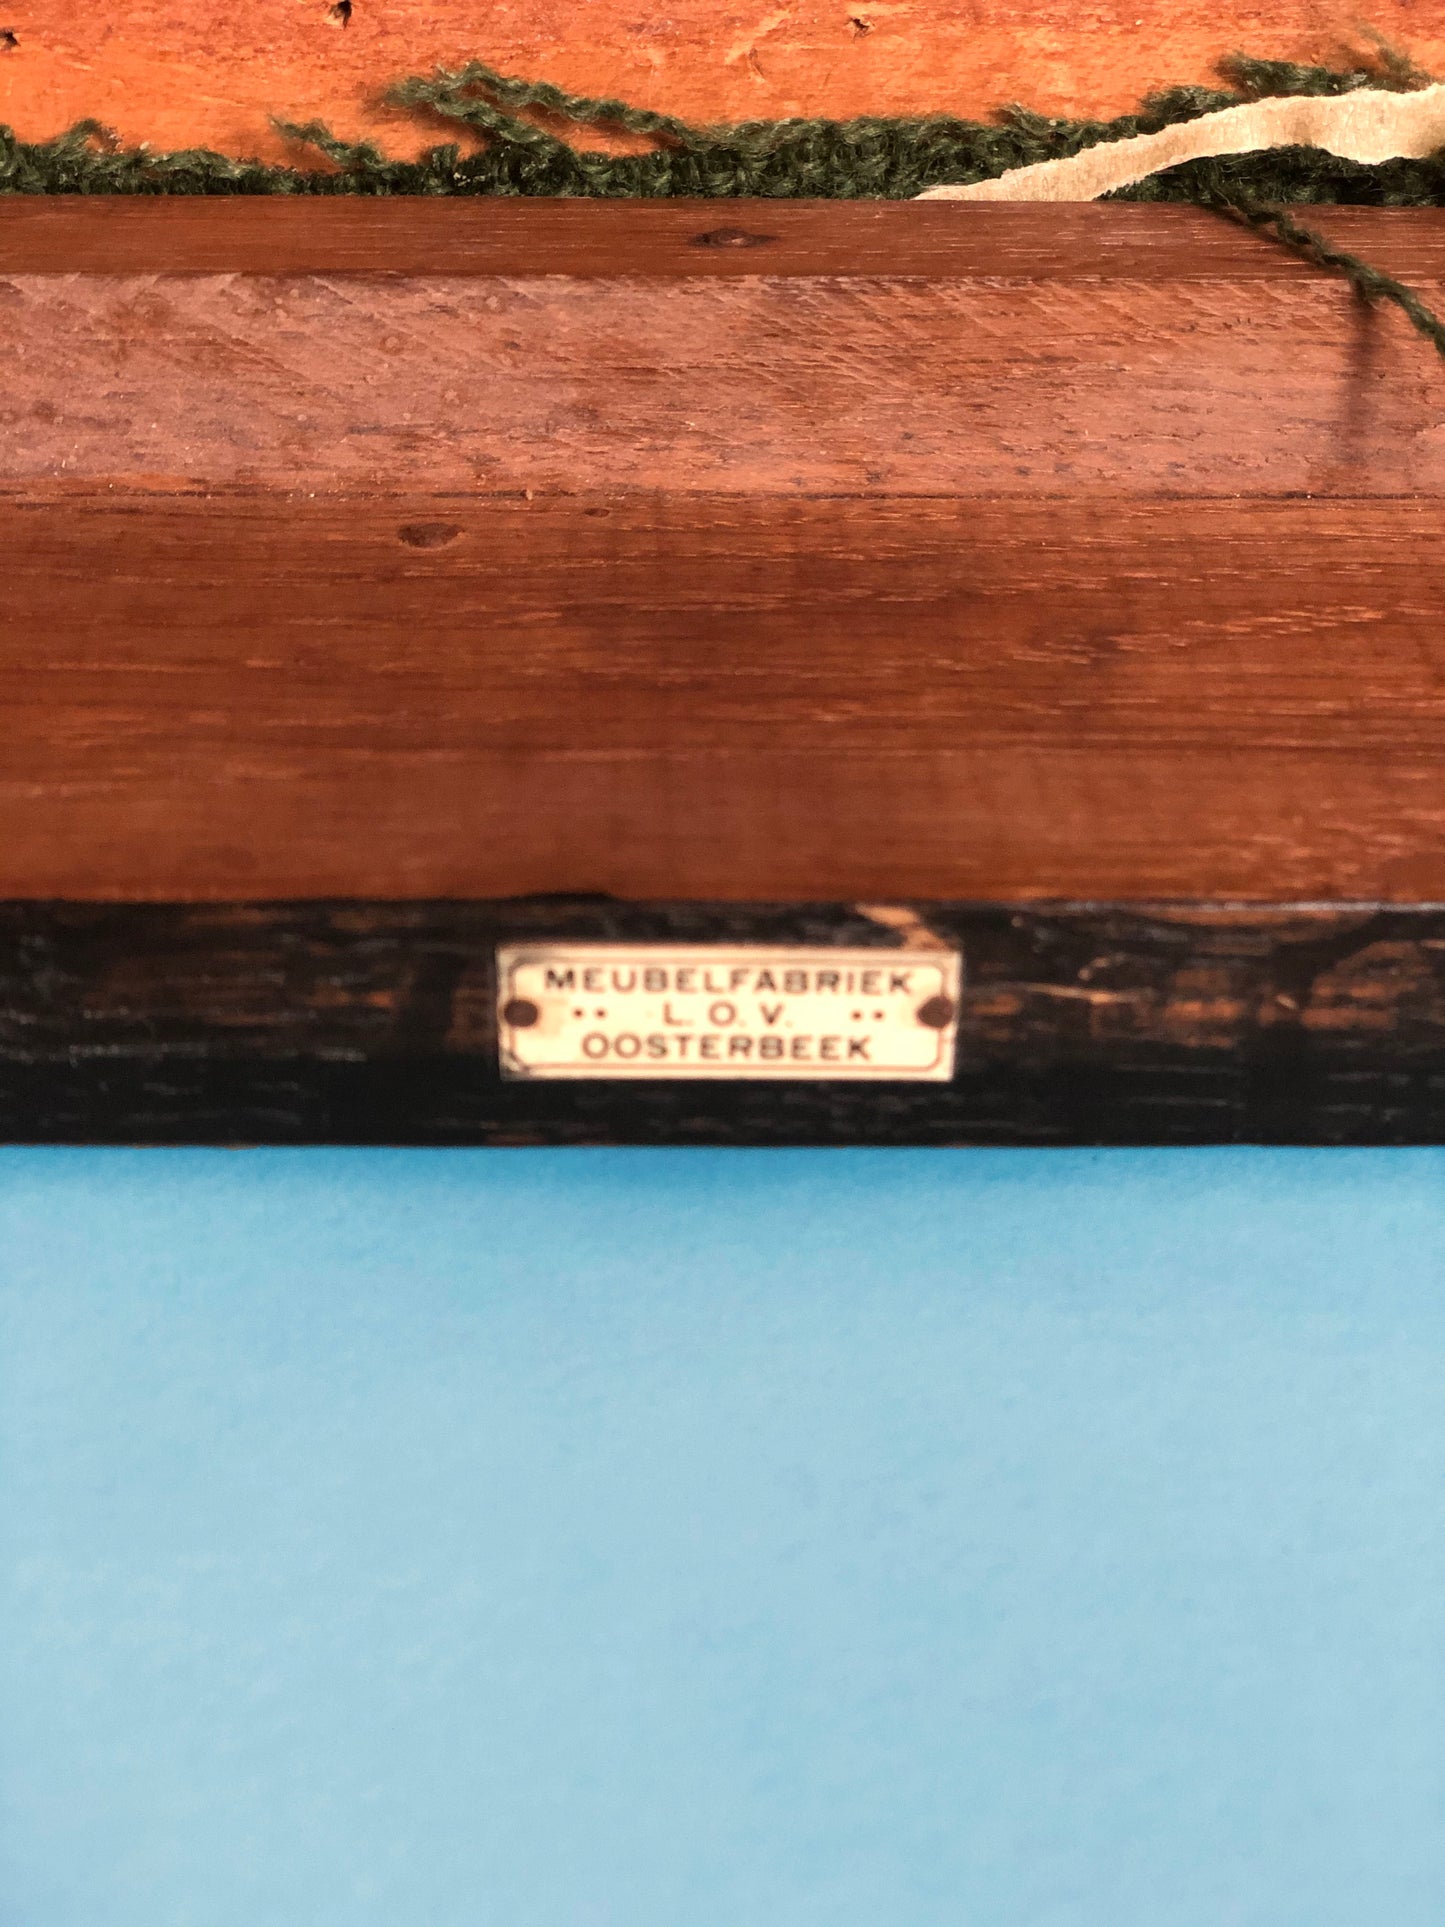 MEUBELFABRIEK
·· L.O.V. ··
OOSTERBEEK